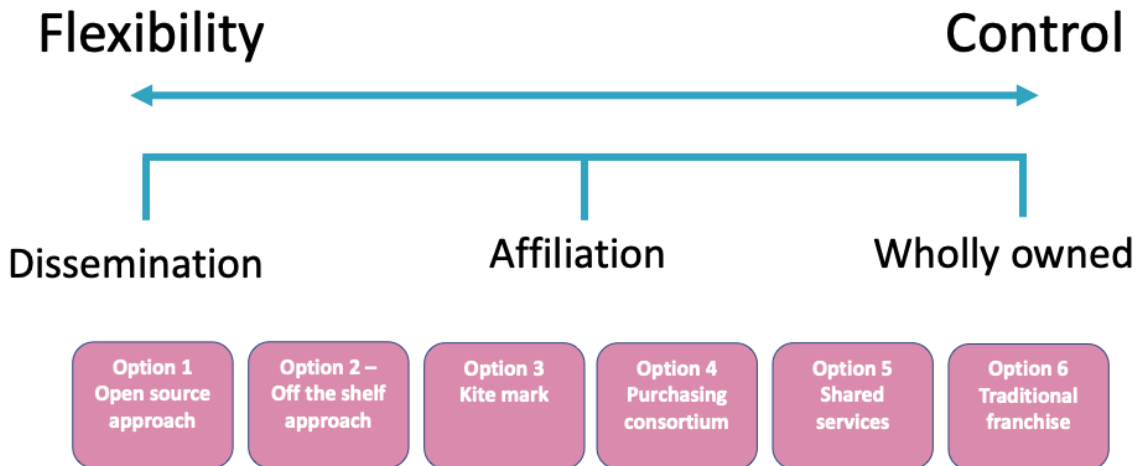 Flexibility
Control
Dissemination
Affiliation
Wholly owned
Option 1
Open source
approach
Option 2 –
Off the shelf
approach
Option 3
Kite mark
Option 4
Purchasing
consortium
Option 5
Shared
services
Option 6
Traditional
franchise